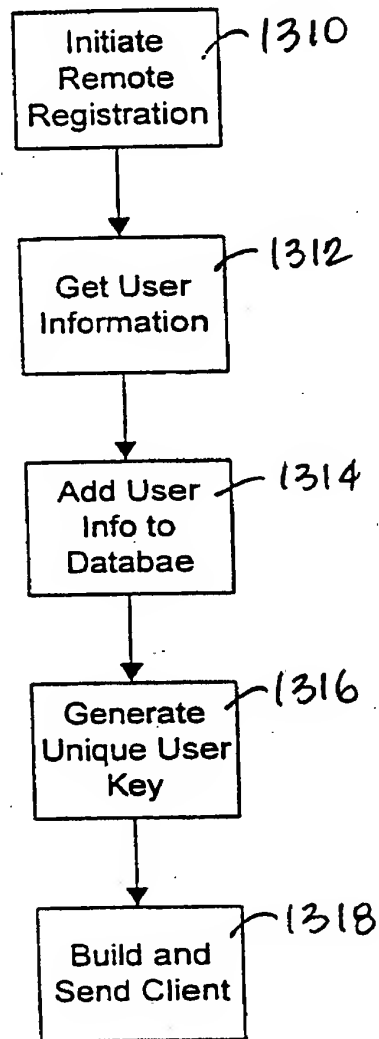 Initiate
Remote
Registration
1310
Get User
Information
1312
Add User
Info to
Databae
1314
Generate
Unique User
Key
1316
Build and
Send Client
1318